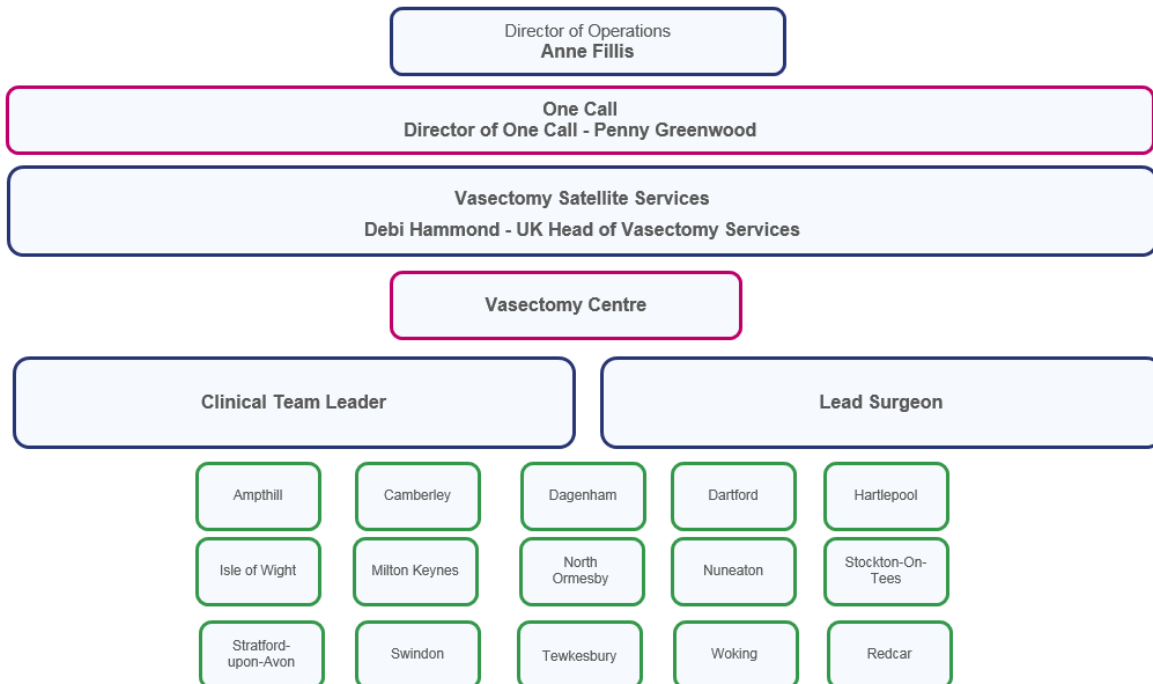 Director of Operations
Anne Fillis
One Call
Director of One Call - Penny Greenwood
Vasectomy Satellite Services
Debi Hammond - UK Head of Vasectomy Services
Vasectomy Centre
Clinical Team Leader
Lead Surgeon
Ampthill
Camberley
Dagenham
Dartford
Hartlepool
Isle of Wight
Milton Keynes
North
Ormesby
Nuneaton
Stockton-On-
Tees
Stratford-
upon-Avon
Swindon
Tewkesbury
Woking
Redcar